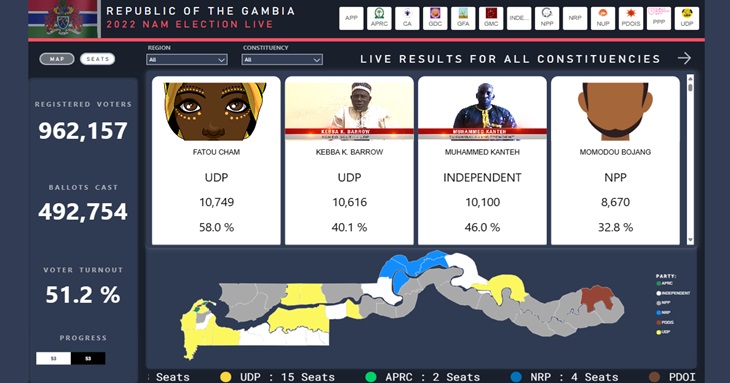 REPUBLIC OF THE GAMBIA
2022 NAM ELECTION LIVE
APP APRC CA GDC GFA GMC INDE... NPP NRP NUP PDOIS PPP UDP
MAP SEATS
REGION
All
CONSTITUENCY
All
LIVE RESULTS FOR ALL CONSTITUENCIES
REGISTERED VOTERS
962,157
BALLOTS CAST
492,754
VOTER TURNOUT
51.2 %
PROGRESS
53 53
FATOU CHAM
UDP
10,749
58.0 %
KEBBA K. BARROW
KEBBA K. BARROW
UDP
10,616
40.1 %
MUHAMMED KANTEH
MUHAMMED KANTEH
INDEPENDENT
10,100
46.0 %
MOMODOU BOJANG
NPP
8,670
32.8 %
PARTY:
APRC
INDEPENDENT
NPP
NRP
PDOIS
UDP
Seats
UDP : 15 Seats
APRC : 2 Seats
NRP : 4 Seats
PDOI